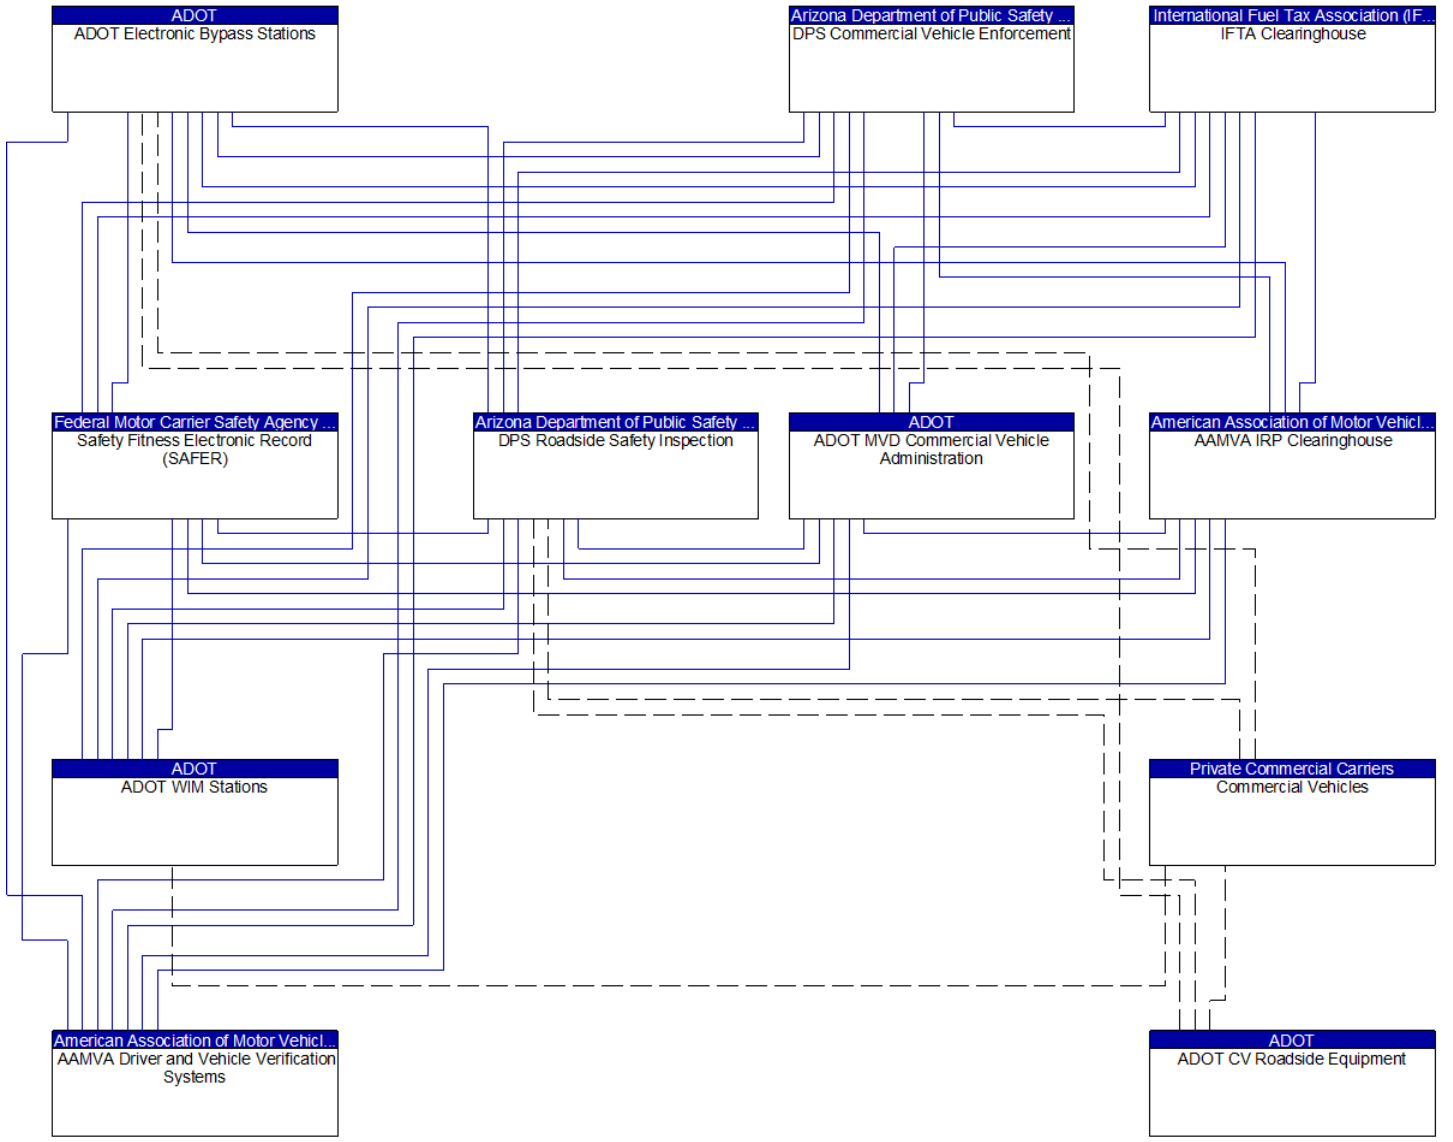 ADOT
ADOT Electronic Bypass Stations
Arizona Department of Public Safety ...
DPS Commercial Vehicle Enforcement
International Fuel Tax Association (IF...
IFTA Clearinghouse
Federal Motor Carrier Safety Agency ...
Safety Fitness Electronic Record
(SAFER)
Arizona Department of Public Safety ...
DPS Roadside Safety Inspection
ADOT
ADOT MVD Commercial Vehicle
Administration
American Association of Motor Vehicl...
AAMVA IRP Clearinghouse
ADOT
ADOT WIM Stations
Private Commercial Carriers
Commercial Vehicles
American Association of Motor Vehicl...
AAMVA Driver and Vehicle Verification
Systems
ADOT
ADOT CV Roadside Equipment